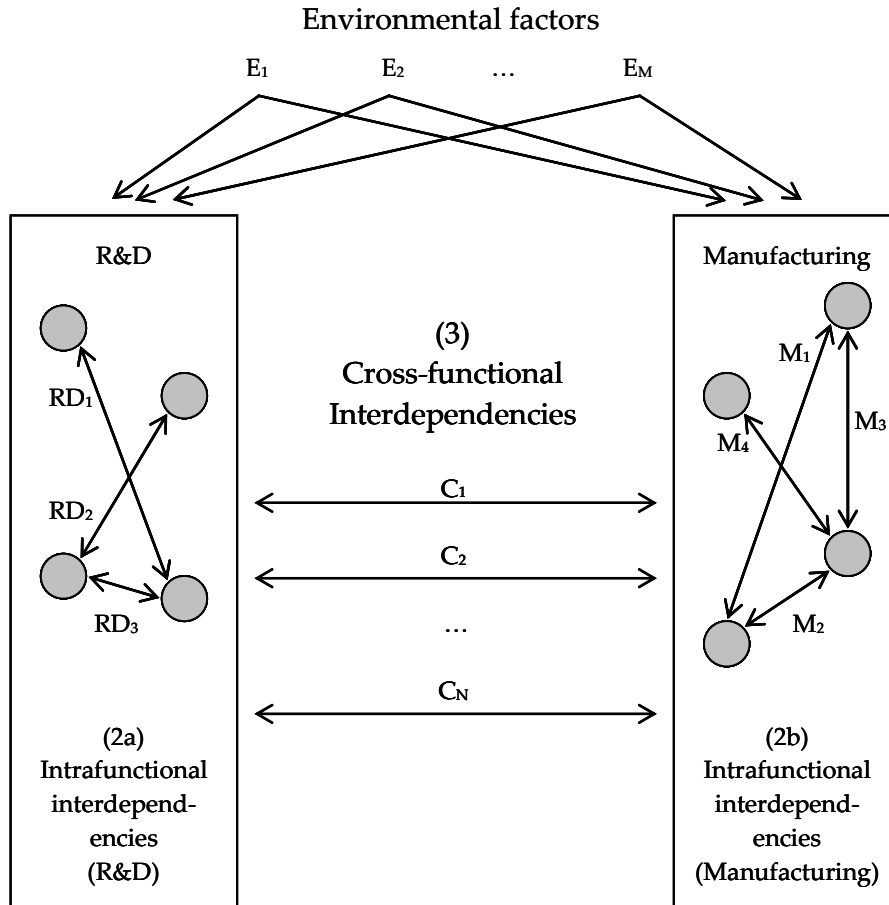 Environmental factors
E₁ E₂ … E_M
R&D
Manufacturing
(3)
Cross-functional
Interdependencies
RD₁
RD₂
RD₃
M₁
M₃
M₄
M₂
C₁
C₂
…
C_N
(2a)
Intrafunctional
interdepend-
encies
(R&D)
(2b)
Intrafunctional
interdepend-
encies
(Manufacturing)